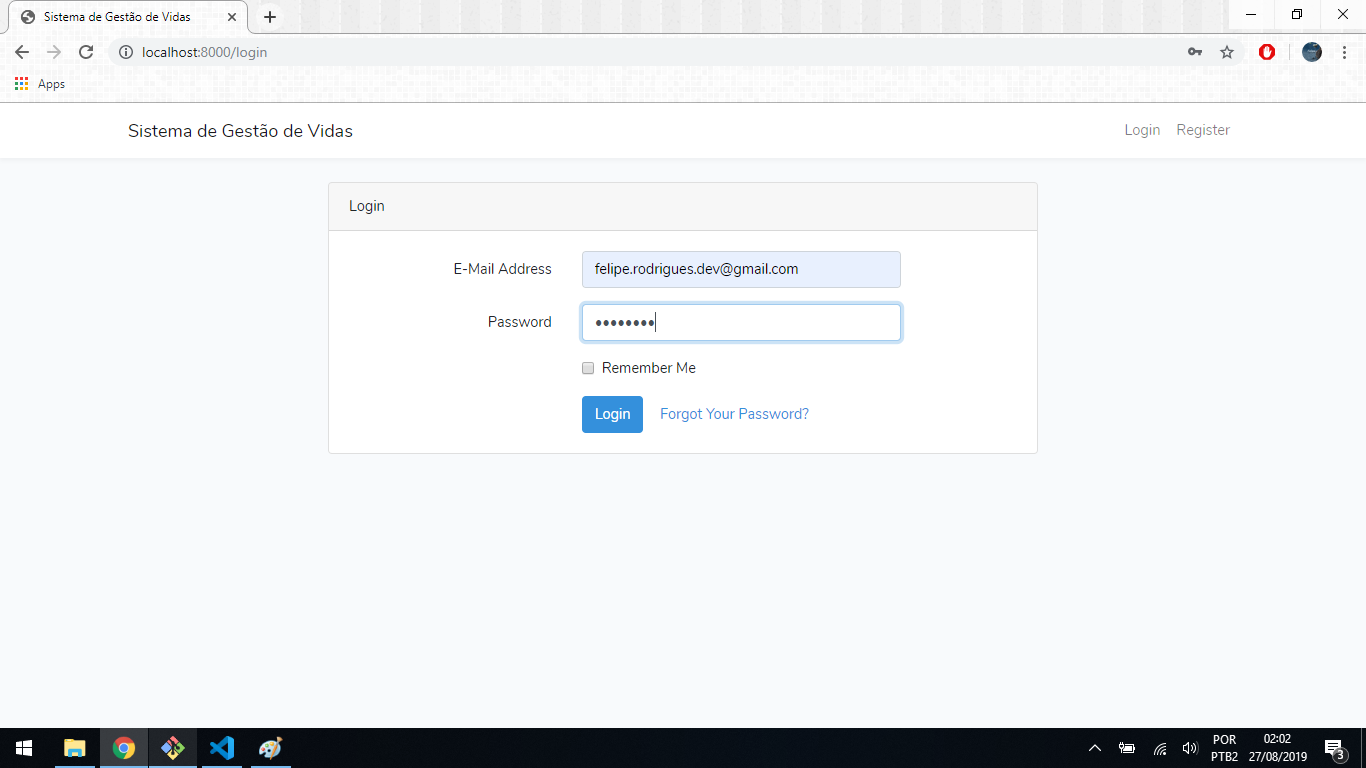 Sistema de Gestão de Vidas
localhost:8000/login
Apps
Sistema de Gestão de Vidas
Login Register
Login
E-Mail Address felipe.rodrigues.dev@gmail.com
Password ••••••••
Remember Me
Login Forgot Your Password?
POR 02:02
PTB2 27/08/2019 3